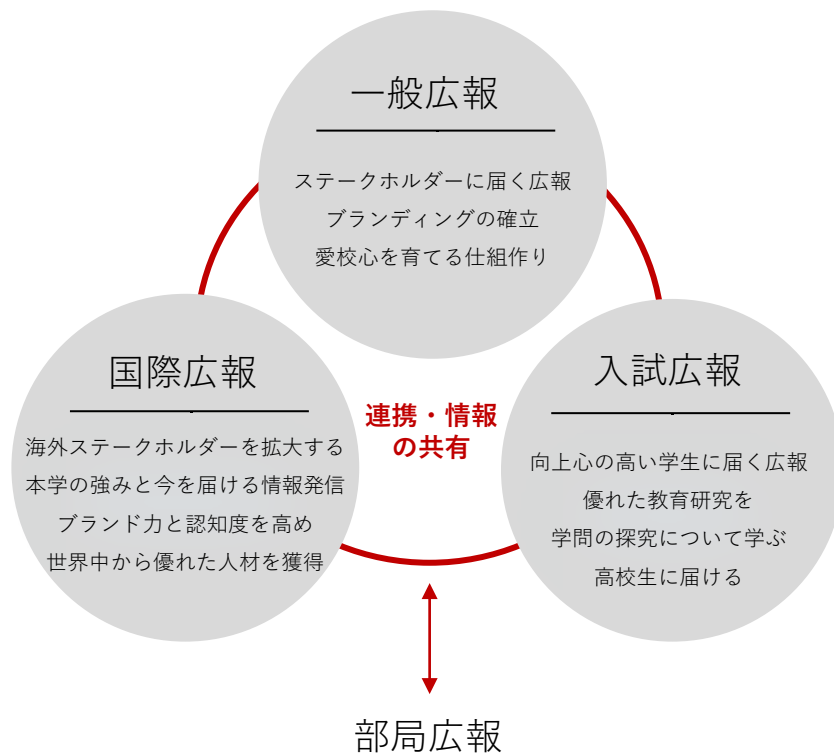 一般広報
ステークホルダーに届く広報
ブランディングの確立
愛校心を育てる仕組作り
国際広報
海外ステークホルダーを拡大する
本学の強みと今を届ける情報発信
ブランド力と認知度を高め
世界中から優れた人材を獲得
連携・情報
の共有
入試広報
向上心の高い学生に届く広報
優れた教育研究を
学問の探究について学ぶ
高校生に届ける
部局広報